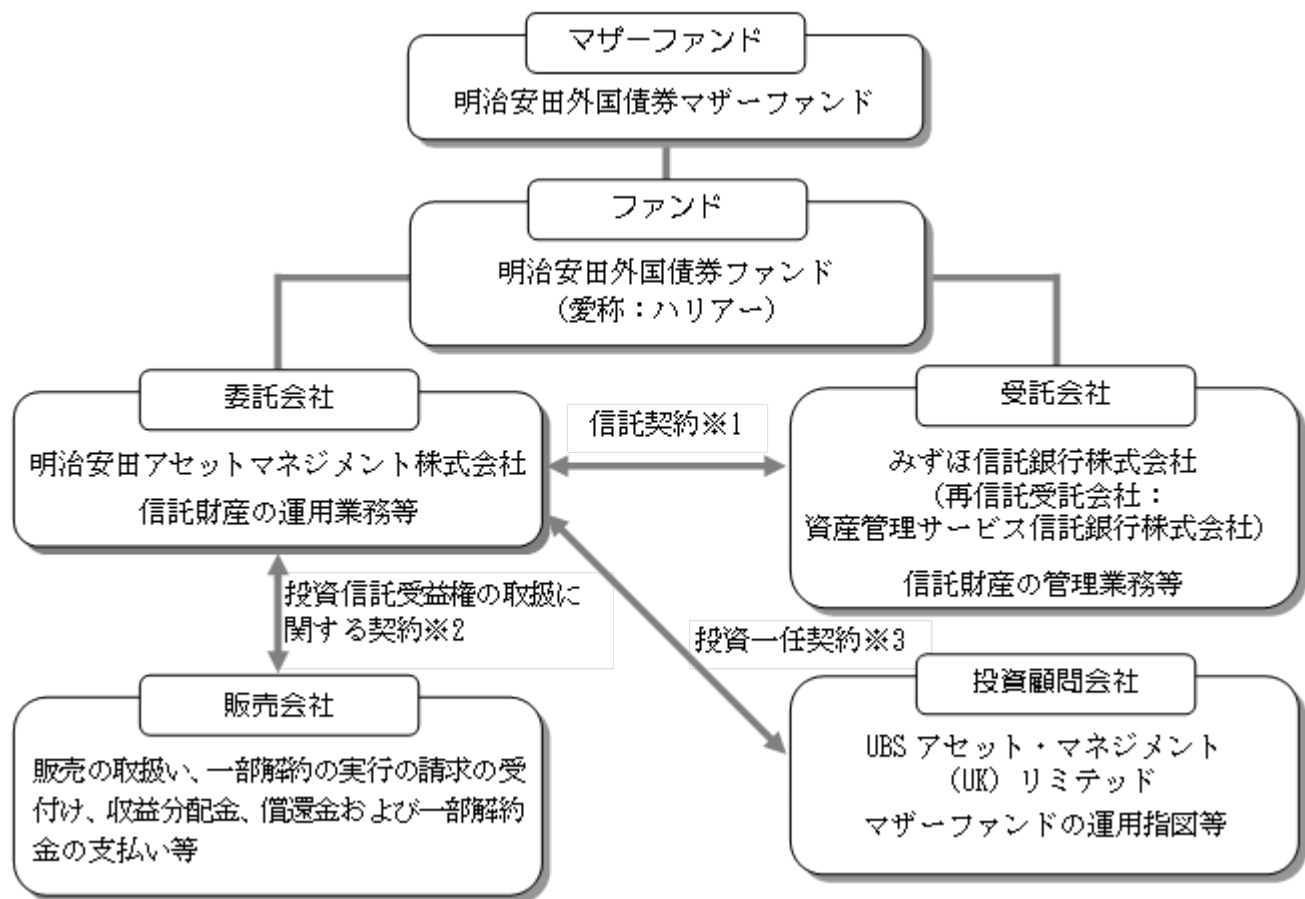 マザーファンド
明治安田外国債券マザーファンド
ファンド
明治安田外国債券ファンド
(愛称：ハリアー)
委託会社
明治安田アセットマネジメント株式会社
信託財産の運用業務等
信託契約※1
受託会社
みずほ信託銀行株式会社
(再信託受託会社：
資産管理サービス信託銀行株式会社)
信託財産の管理業務等
投資信託受益権の取扱に
関する契約※2
投資一任契約※3
販売会社
販売の取扱い、一部解約の実行の請求の受
付け、収益分配金、償還金および一部解約
金の支払い等
投資顧問会社
UBS アセット・マネジメント
(UK) リミテッド
マザーファンドの運用指図等